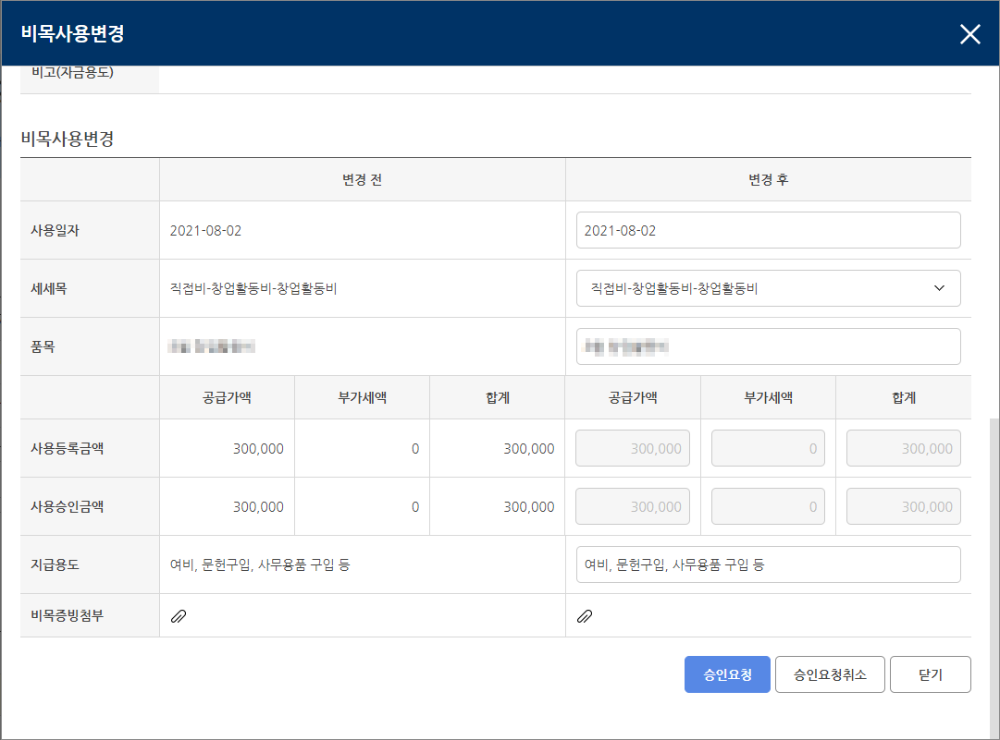 비목사용변경
비고(자금용도)
비목사용변경
변경 전 변경 후
사용일자 2021-08-02 2021-08-02
세세목 직접비-창업활동비-창업활동비 직접비-창업활동비-창업활동비
품목
공급가액 부가세액 합계 공급가액 부가세액 합계
사용등록금액 300,000 0 300,000 300,000 0 300,000
사용승인금액 300,000 0 300,000 300,000 0 300,000
지급용도 여비, 문헌구입, 사무용품 구입 등 여비, 문헌구입, 사무용품 구입 등
비목증빙첨부
승인요청 승인요청취소 닫기